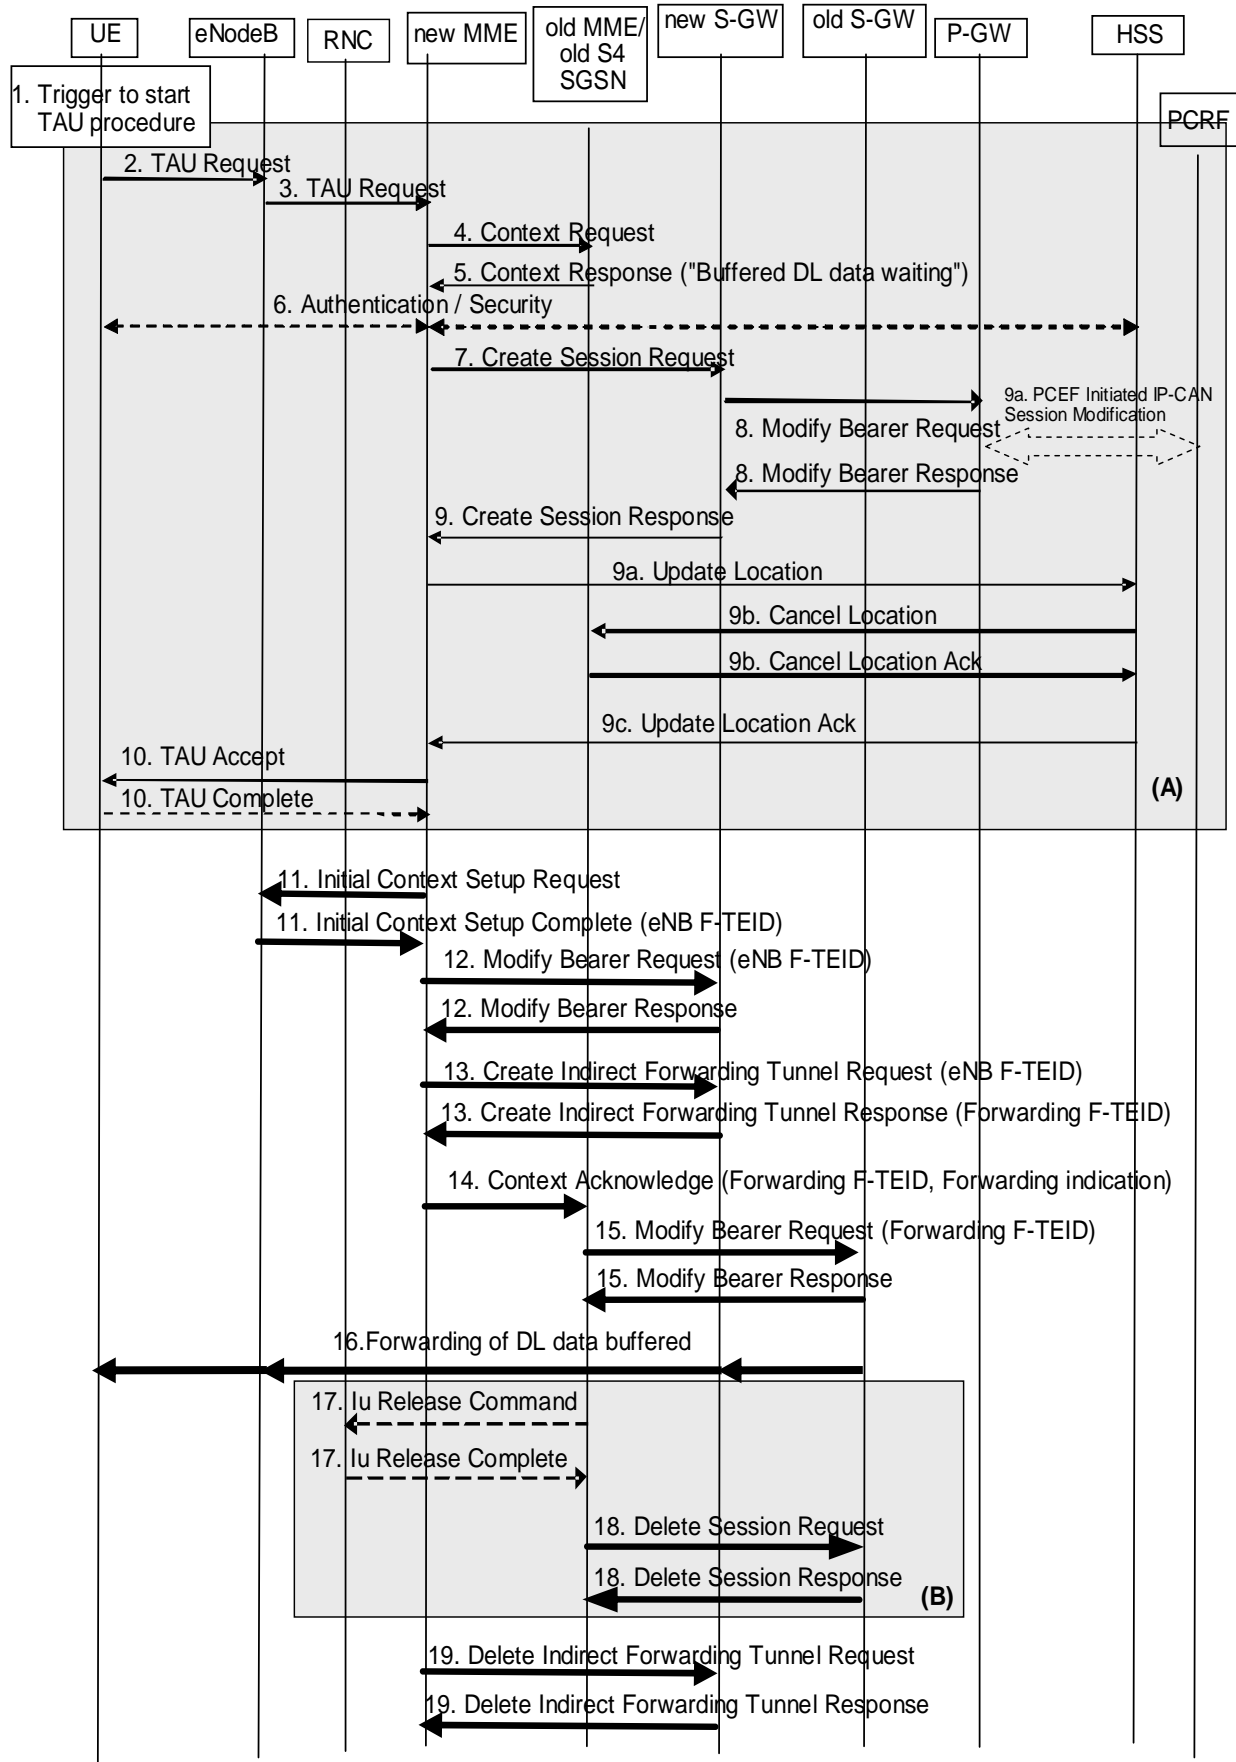 UE
eNodeB
RNC
new MME
old MME/
old S4
SGSN
new S-GW
old S-GW
P-GW
HSS
PCRF
1. Trigger to start
TAU procedure
2. TAU Request
3. TAU Request
4. Context Request
5. Context Response ("Buffered DL data waiting")
6. Authentication / Security
7. Create Session Request
9a. PCEF Initiated IP-CAN
Session Modification
8. Modify Bearer Request
8. Modify Bearer Response
9. Create Session Response
9a. Update Location
9b. Cancel Location
9b. Cancel Location Ack
9c. Update Location Ack
10. TAU Accept
10. TAU Complete
(A)
11. Initial Context Setup Request
11. Initial Context Setup Complete (eNB F-TEID)
12. Modify Bearer Request (eNB F-TEID)
12. Modify Bearer Response
13. Create Indirect Forwarding Tunnel Request (eNB F-TEID)
13. Create Indirect Forwarding Tunnel Response (Forwarding F-TEID)
14. Context Acknowledge (Forwarding F-TEID, Forwarding indication)
15. Modify Bearer Request (Forwarding F-TEID)
15. Modify Bearer Response
16.Forwarding of DL data buffered
17. Iu Release Command
17. Iu Release Complete
18. Delete Session Request
18. Delete Session Response
(B)
19. Delete Indirect Forwarding Tunnel Request
19. Delete Indirect Forwarding Tunnel Response